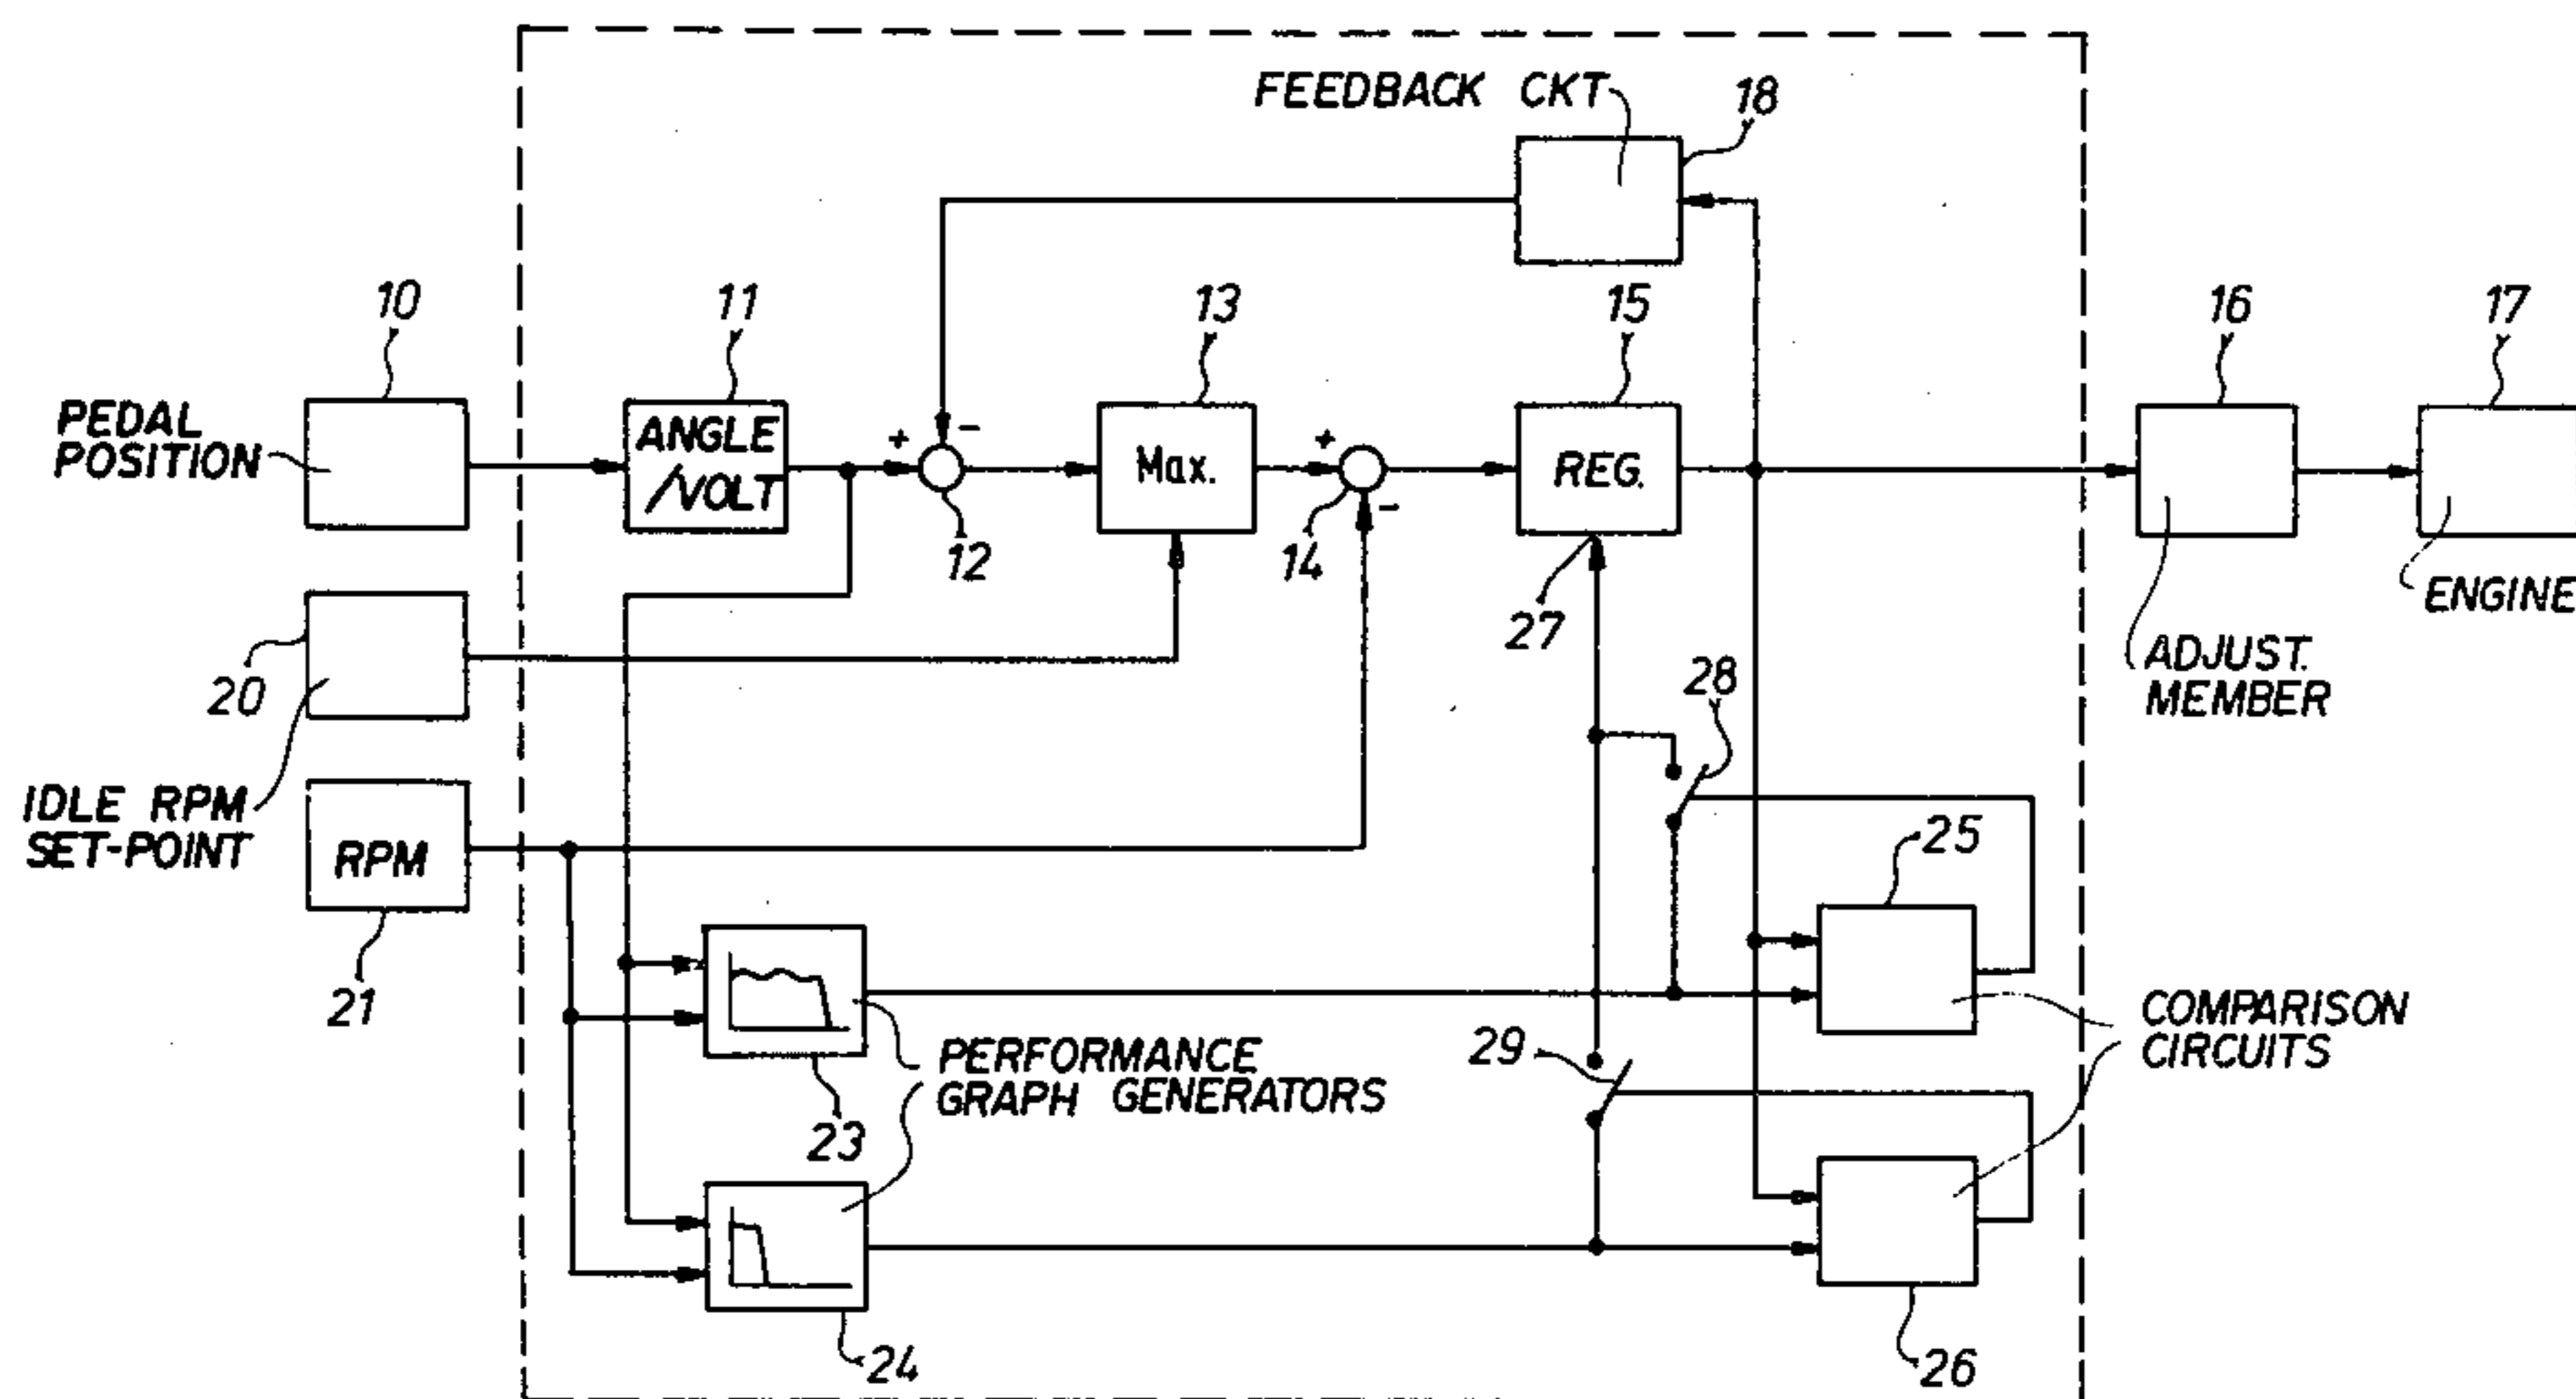 FEEDBACK CKT
18
10
11
13
15
16
17
PEDAL
POSITION
ANGLE
/VOLT
+
-
Max.
+
-
REG.
12
14
27
ENGINE
ADJUST.
MEMBER
20
28
IDLE RPM
SET-POINT
RPM
21
25
29
PERFORMANCE
GRAPH GENERATORS
COMPARISON
CIRCUITS
23
24
26